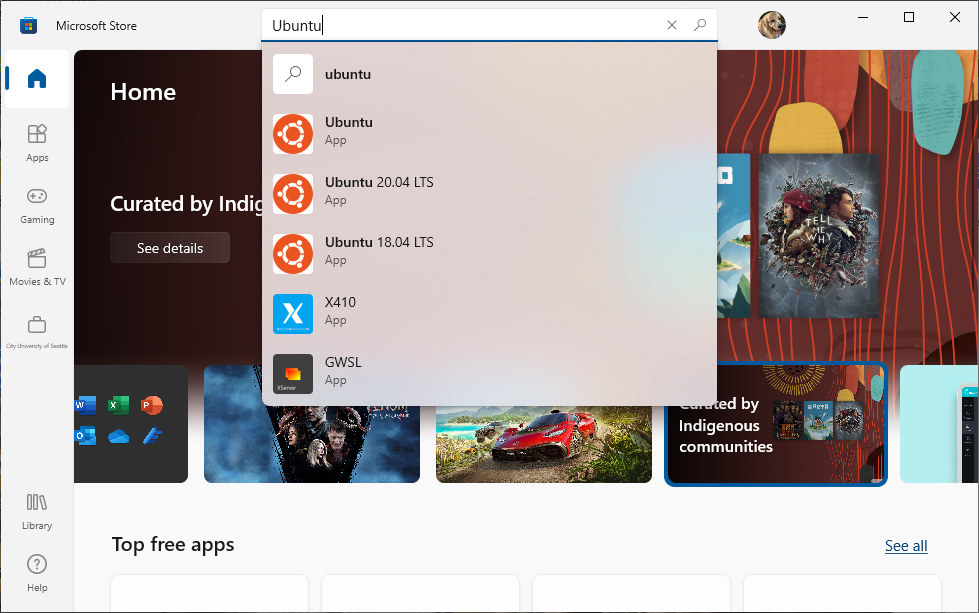 Microsoft Store
Ubuntu
Home
Apps
Gaming
Movies & TV
City University of Seattle
Library
Help
ubuntu
Ubuntu
App
Ubuntu 20.04 LTS
App
Ubuntu 18.04 LTS
App
X410
App
GWSL
App
XServer
Curated by Indig
See details
TELL
ME
WHY
W
X
P
O
VENOM
Curated by
Indigenous
communities
Top free apps
See all